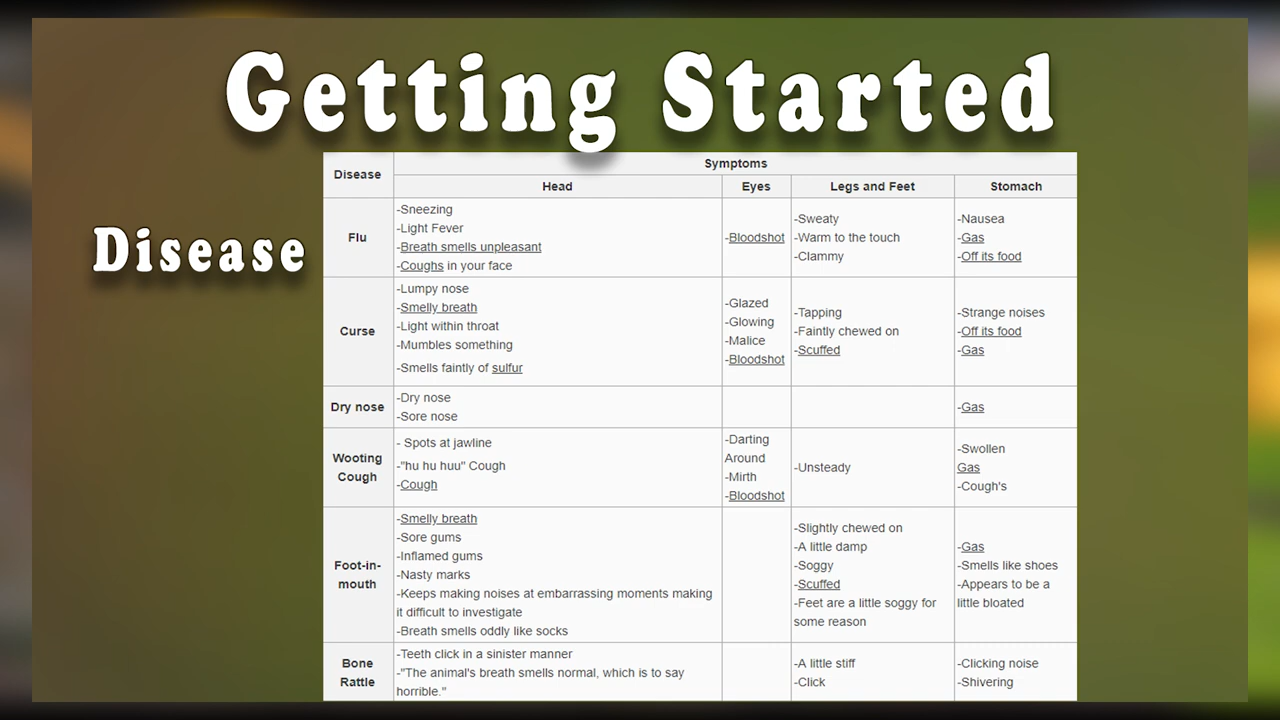 Getting Started
Disease
Disease
Symptoms
Head
Eyes
Legs and Feet
Stomach
Flu
-Sneezing
-Light Fever
-Breath smells unpleasant
-Coughs in your face
-Bloodshot
-Sweaty
-Warm to the touch
-Clammy
-Nausea
-Gas
-Off its food
Curse
-Lumpy nose
-Smelly breath
-Light within throat
-Mumbles something
-Smells faintly of sulfur
-Glazed
-Glowing
-Malice
-Bloodshot
-Tapping
-Faintly chewed on
-Scuffed
-Strange noises
-Off its food
-Gas
Dry nose
-Dry nose
-Sore nose
-Gas
Wooting
Cough
- Spots at jawline
-"hu hu huu" Cough
-Cough
-Darting
Around
-Mirth
-Bloodshot
-Unsteady
-Swollen
Gas
-Cough's
Foot-in-
mouth
-Smelly breath
-Sore gums
-Inflamed gums
-Nasty marks
-Keeps making noises at embarrassing moments making
it difficult to investigate
-Breath smells oddly like socks
-Slightly chewed on
-A little damp
-Soggy
-Scuffed
-Feet are a little soggy for
some reason
-Gas
-Smells like shoes
-Appears to be a
little bloated
Bone
Rattle
-Teeth click in a sinister manner
-"The animal's breath smells normal, which is to say
horrible."
-A little stiff
-Click
-Clicking noise
-Shivering